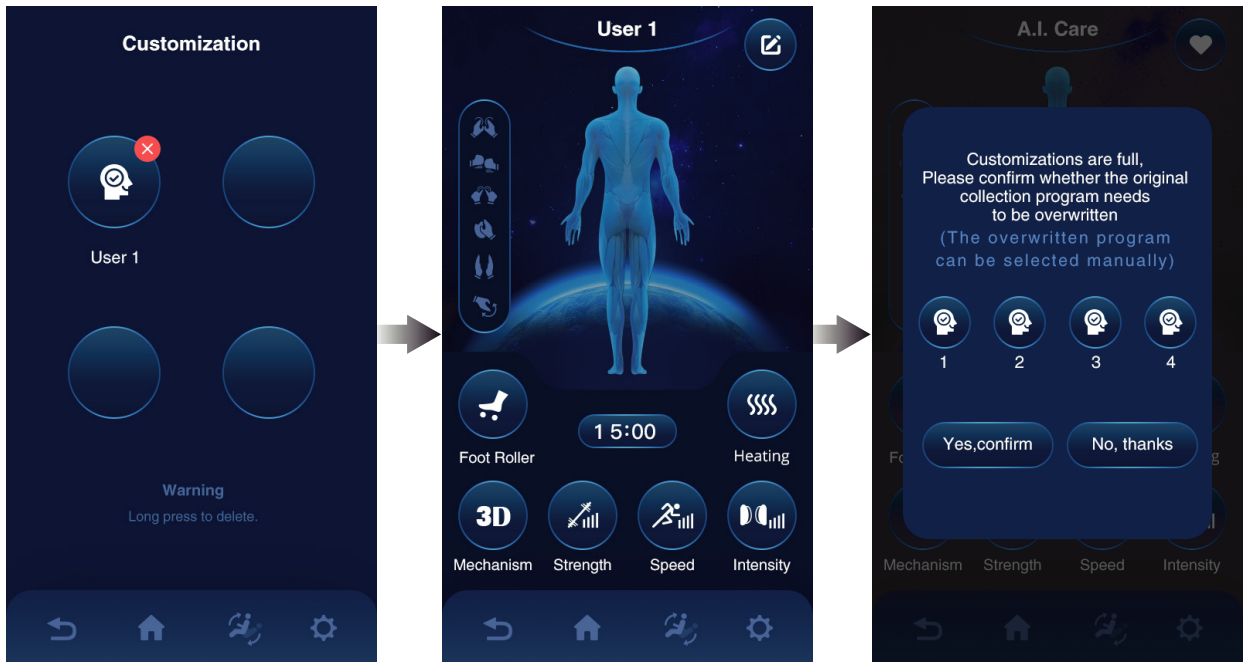 Customization
User 1
Warning
Long press to delete.
User 1
15:00
Foot Roller
Heating
3D
Mechanism
Strength
Speed
Intensity
A.I. Care
Customizations are full,
Please confirm whether the original
collection program needs
to be overwritten
(The overwritten program
can be selected manually)
1
2
3
4
Yes,confirm
No, thanks
Fo
g
Mechanism
Strength
Speed
Intensity